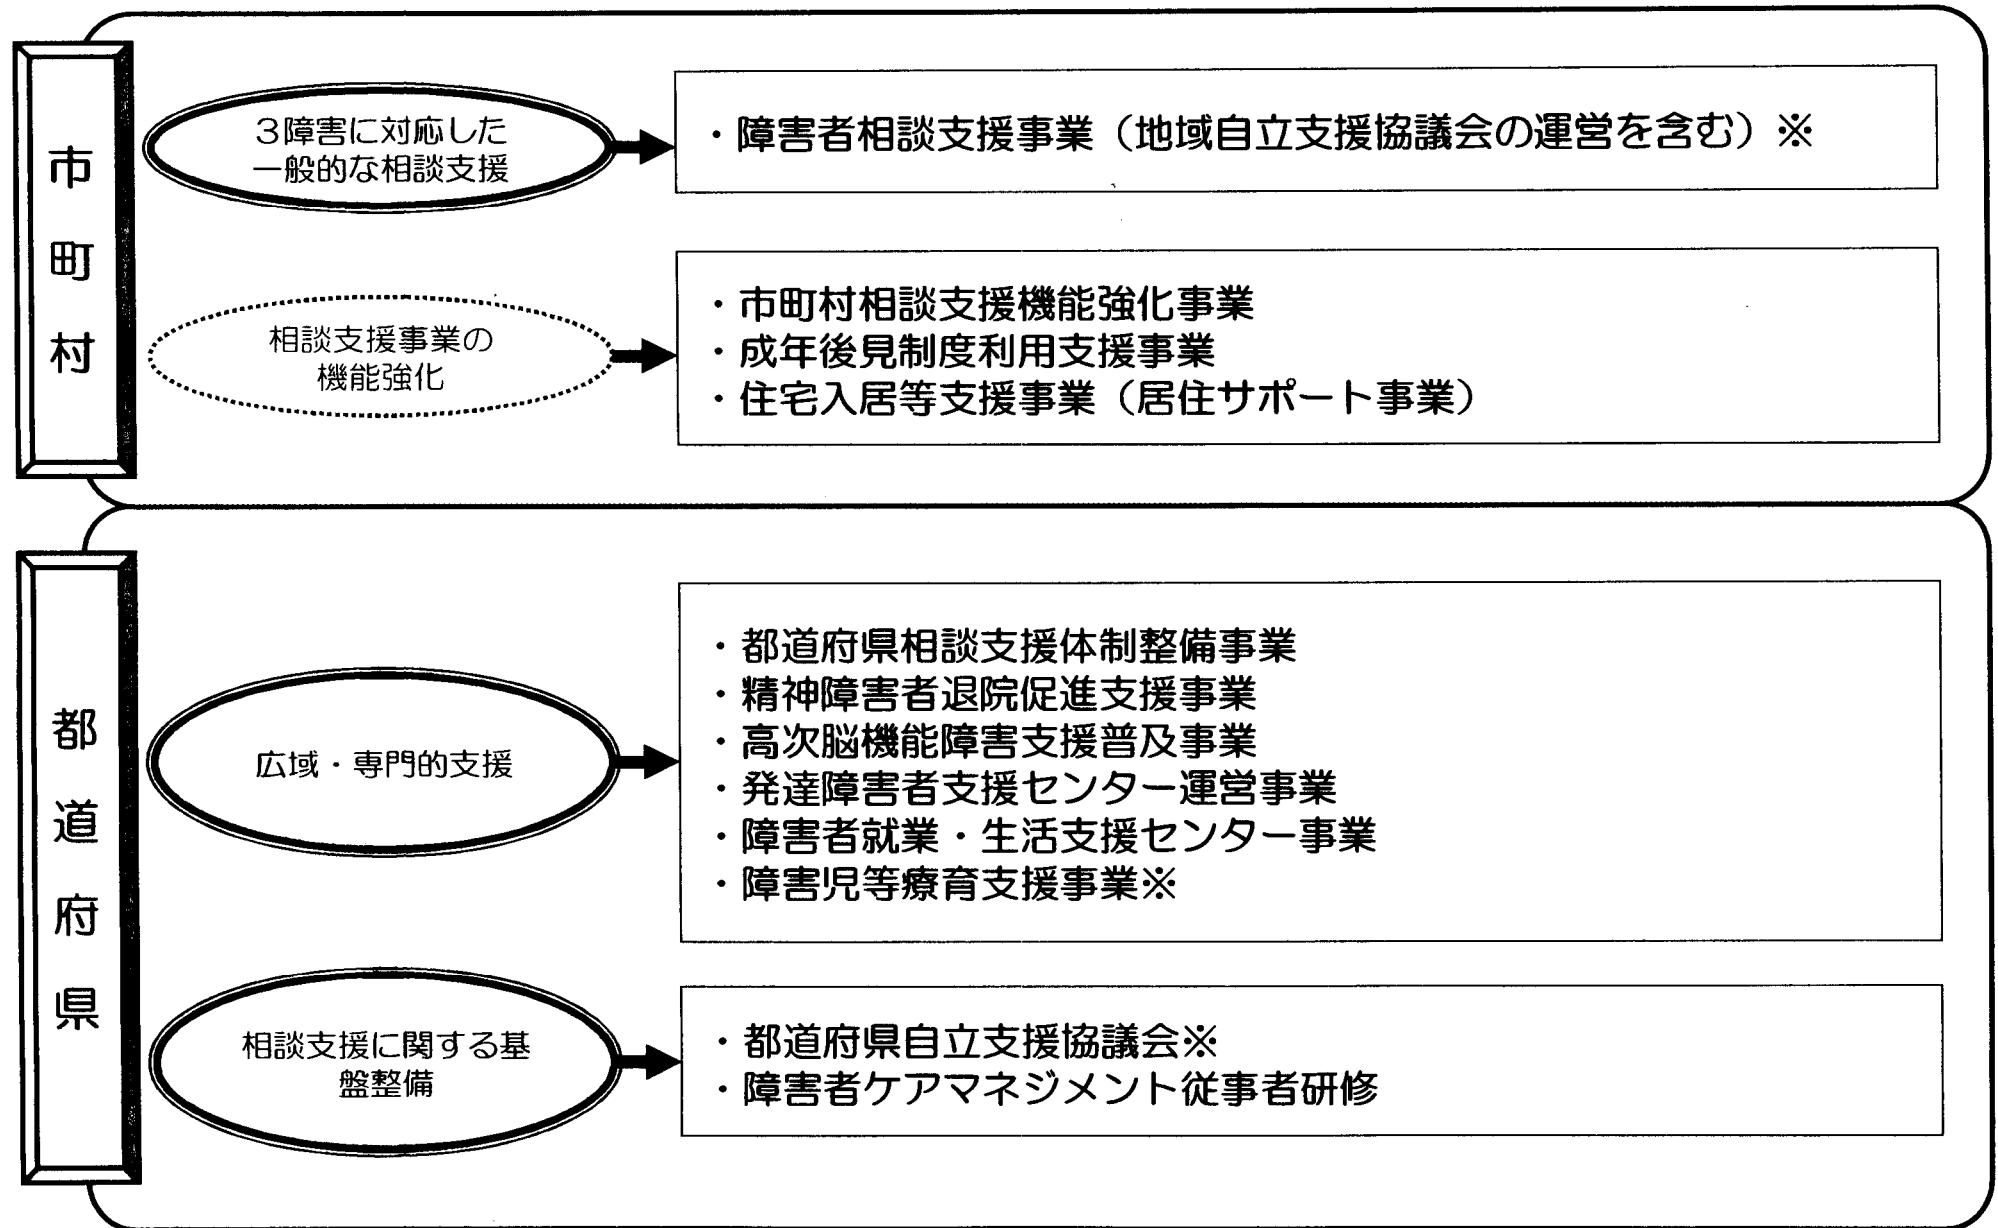 市町村
3障害に対応した
一般的な相談支援
・障害者相談支援事業（地域自立支援協議会の運営を含む）※
相談支援事業の
機能強化
・市町村相談支援機能強化事業
・成年後見制度利用支援事業
・住宅入居等支援事業（居住サポート事業）
都道府県
広域・専門的支援
・都道府県相談支援体制整備事業
・精神障害者退院促進支援事業
・高次脳機能障害支援普及事業
・発達障害者支援センター運営事業
・障害者就業・生活支援センター事業
・障害児等療育支援事業※
相談支援に関する基
盤整備
・都道府県自立支援協議会※
・障害者ケアマネジメント従事者研修